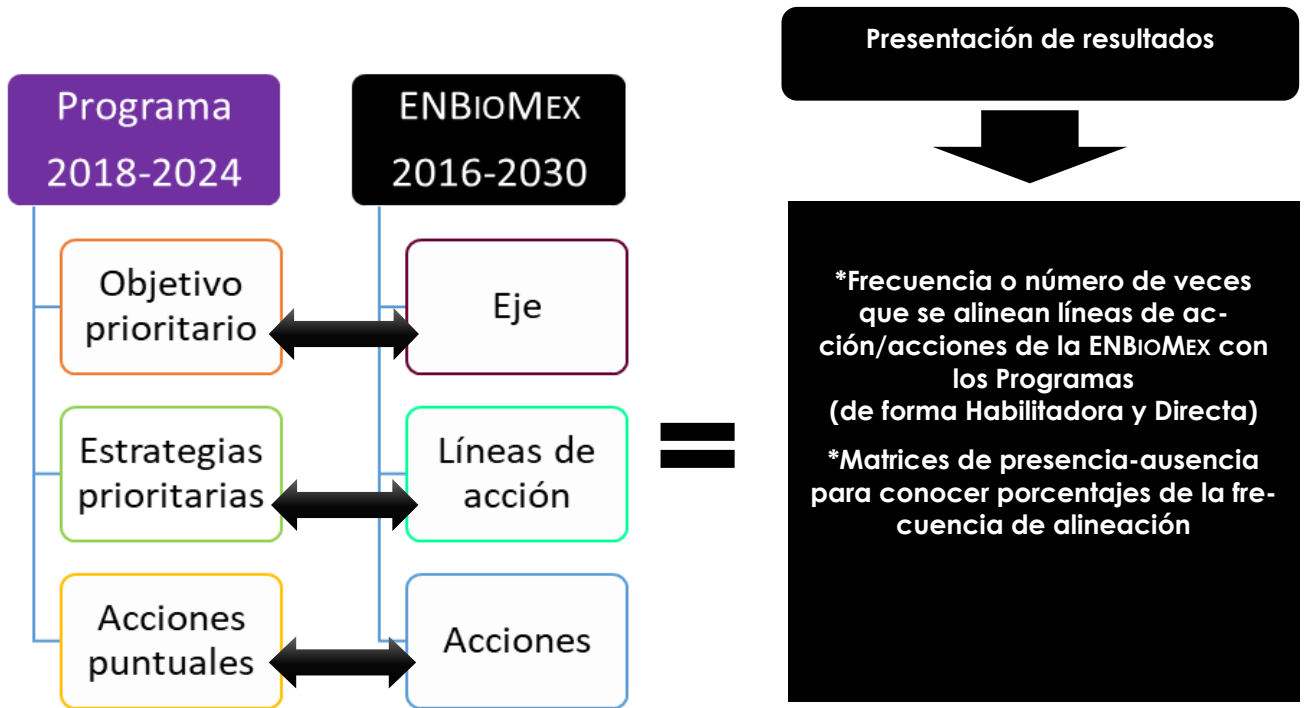 Programa
2018-2024
Objetivo
prioritario
Estrategias
prioritarias
Acciones
puntuales
ENBIOMEX
2016-2030
Eje
Líneas de
acción
Acciones
=
Presentación de resultados
*Frecuencia o número de veces
que se alinean líneas de ac-
ción/acciones de la ENBIOMEX con
los Programas
(de forma Habilitadora y Directa)
*Matrices de presencia-ausencia
para conocer porcentajes de la fre-
cuencia de alineación